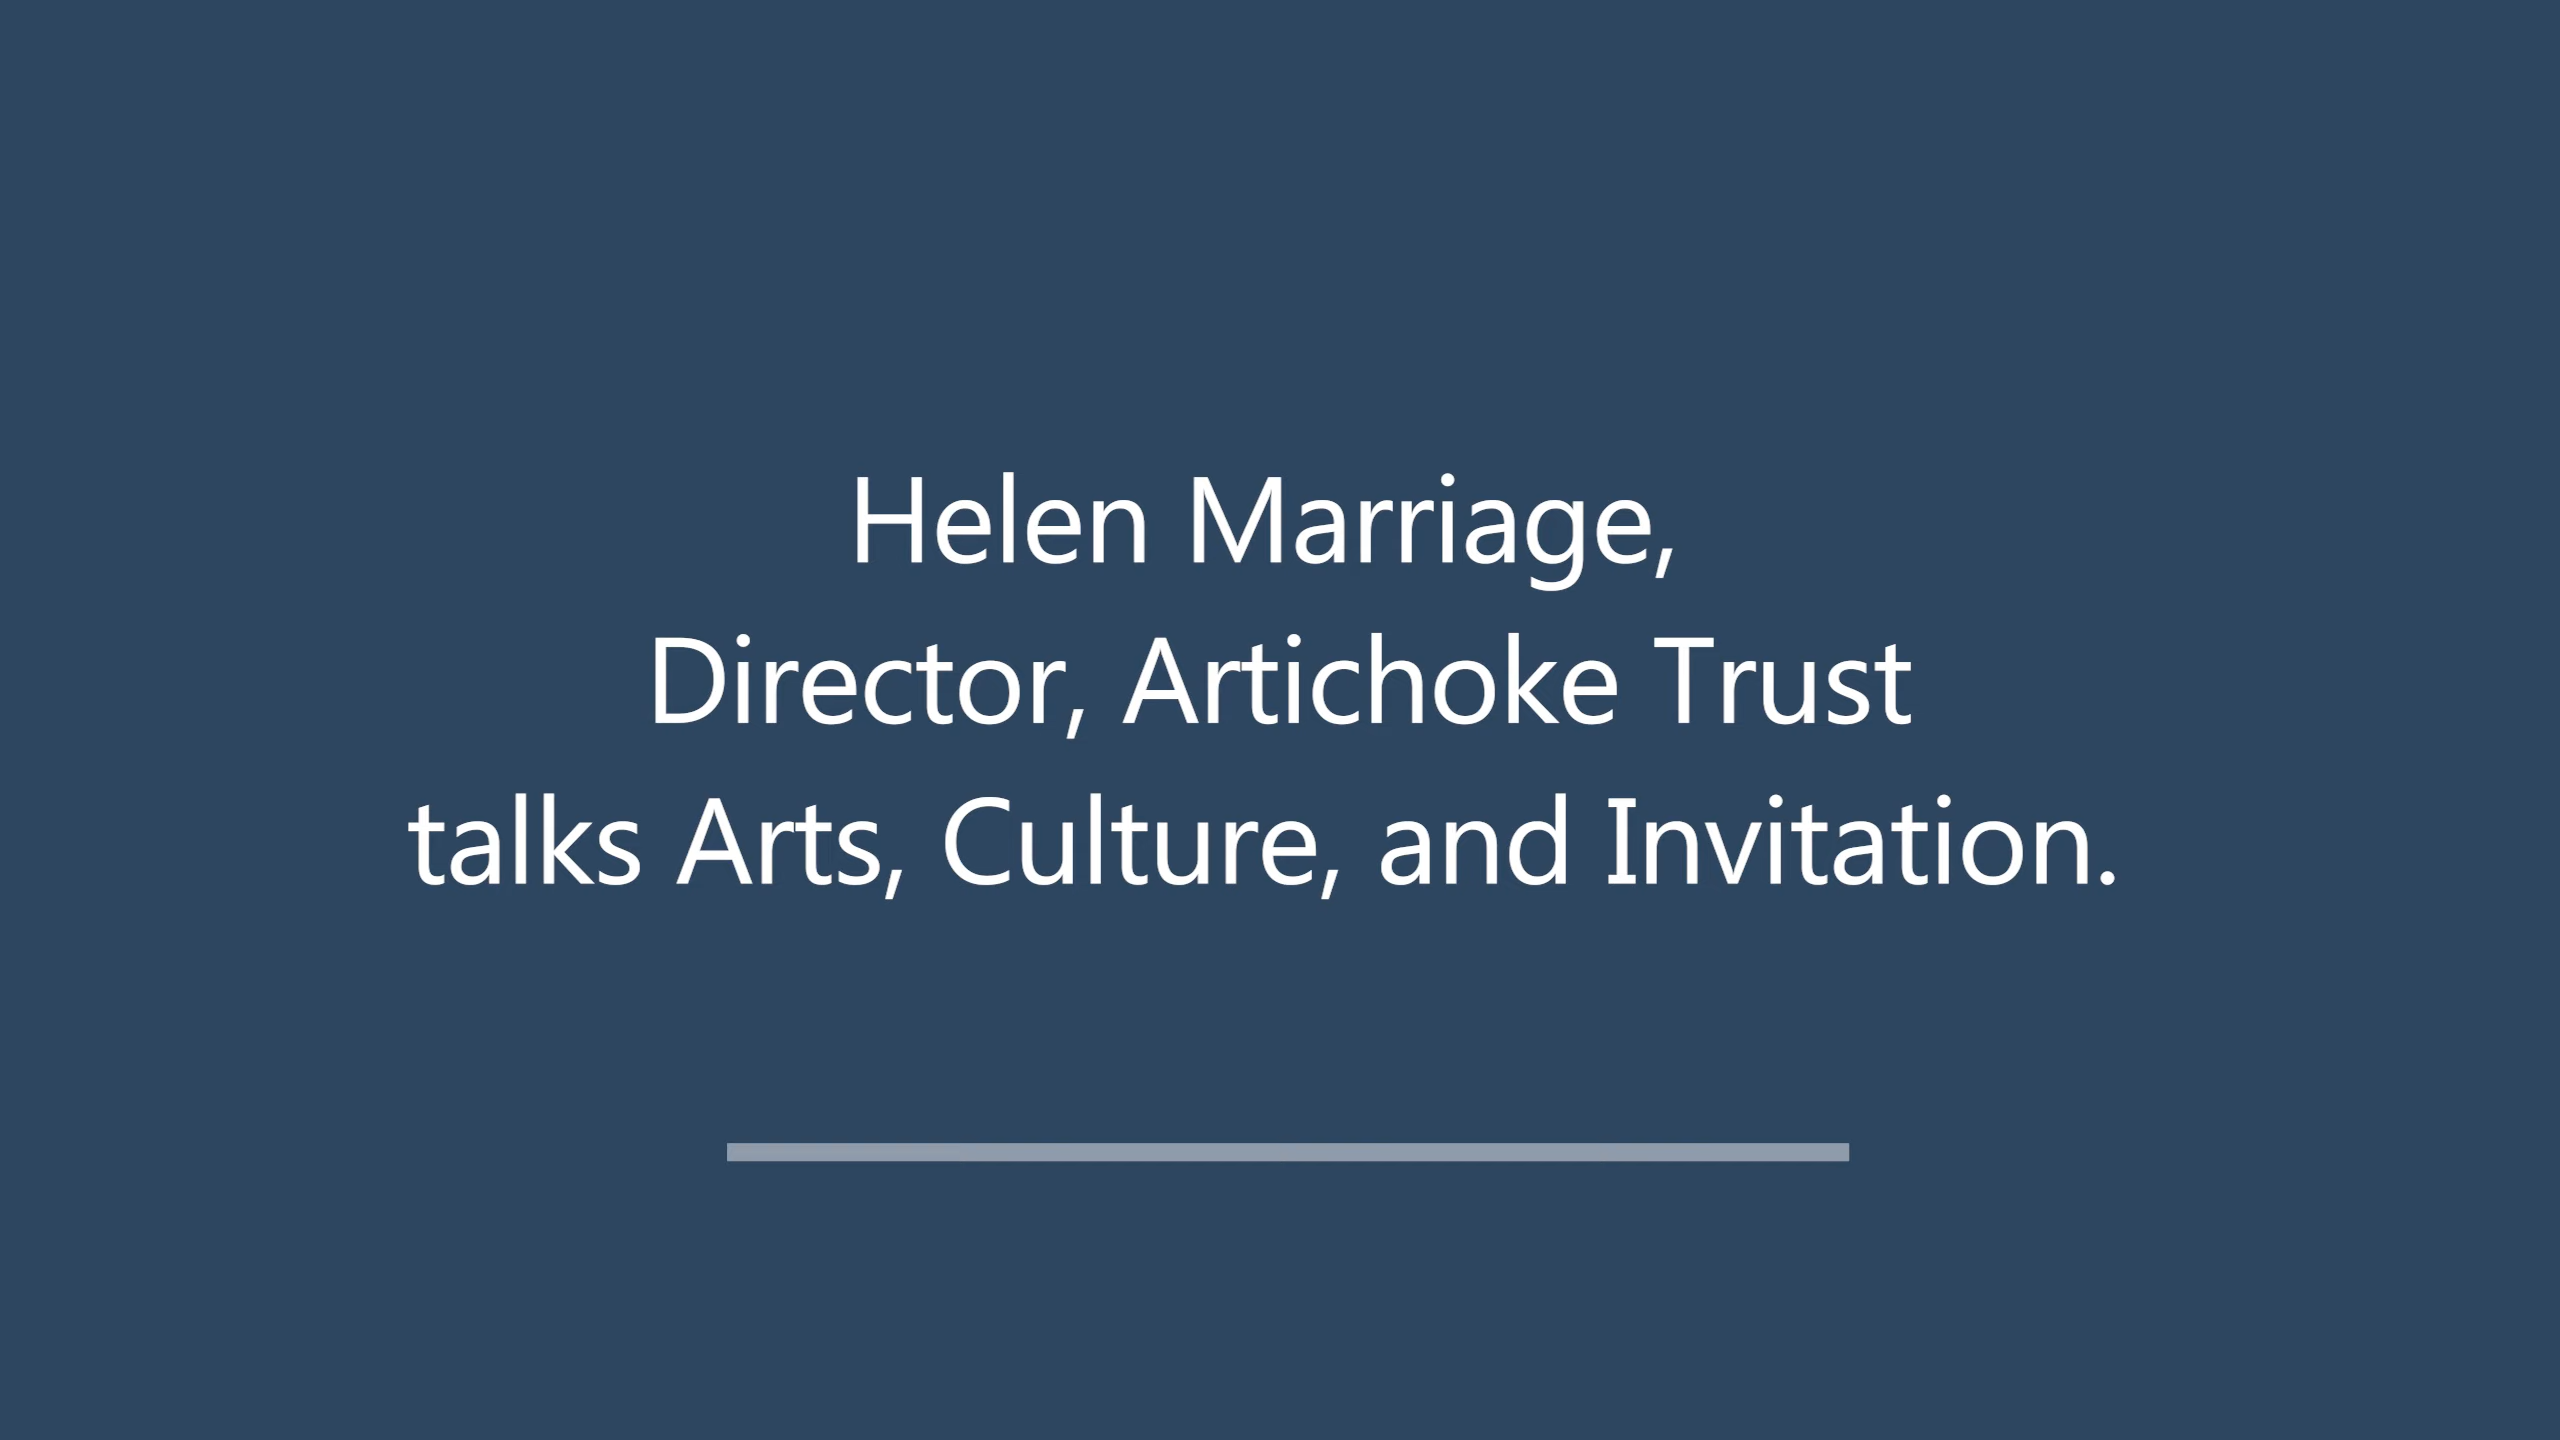 Helen Marriage,
Director, Artichoke Trust
talks Arts, Culture, and Invitation.